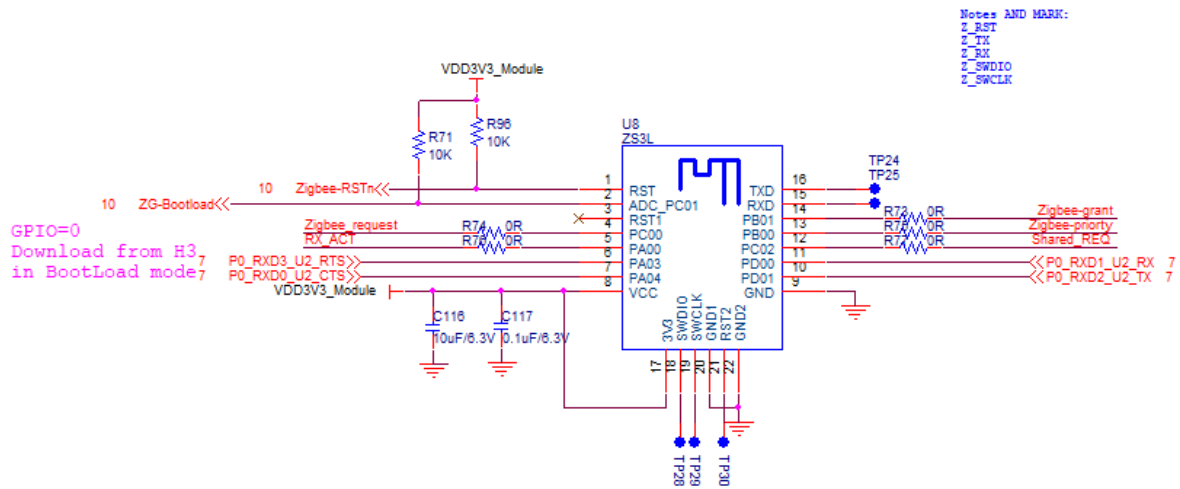 Notes AND MARK:
Z_RST
Z_TX
Z_RX
Z_SWDIO
Z_SWCLK
VDD3V3_Module
R71
10K
R96
10K
U8
ZS3L
TP24
TP25
10 Zigbee-RSTn
10 ZG-Bootload
GPIO=0
Download from H3
in BootLoad mode
Zigbee_request
R74 0R
RX_ACT
0R
7 P0_RXD3_U2_RTS
7 P0_RXD0_U2_CTS
VDD3V3_Module
C116
10uF/6.3V
C117
0.1uF/6.3V
1 RST
2 ADC_PC01
3 RST1
4 PC00
5 PA00
6 PA03
7 PA04
8 VCC
TXD 16
RXD 15
PB01 14
PB00 13
PC02 12
PD00 11
PD01 10
GND 9
0R Zigbee-grant
0R Zigbee-priorty
0R Shared_REQ
P0_RXD1_U2_RX 7
P0_RXD2_U2_TX 7
3V3 17
SWDIO 18
SWCLK 19
GND1 20
RST2 21
GND2 22
TP28
TP29
TP30